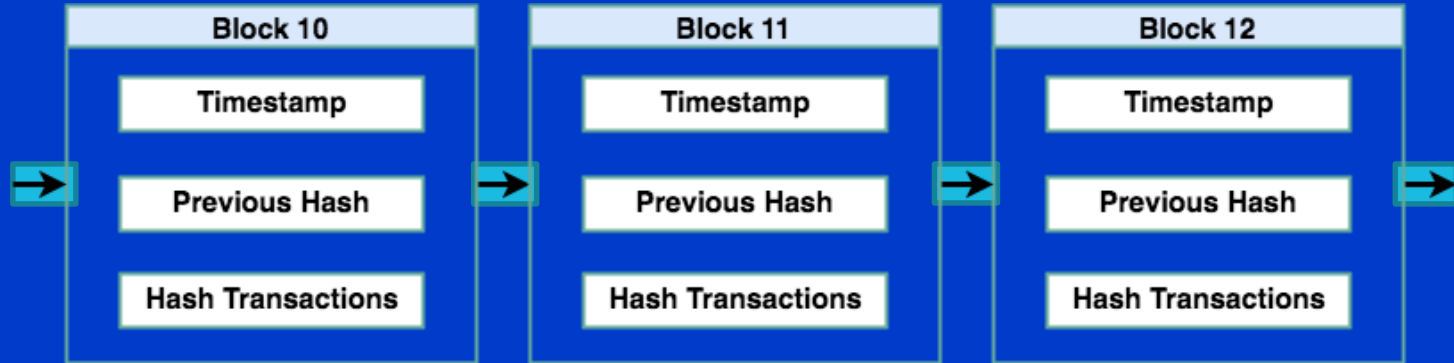 Block 10
Timestamp
Previous Hash
Hash Transactions
Block 11
Timestamp
Previous Hash
Hash Transactions
Block 12
Timestamp
Previous Hash
Hash Transactions